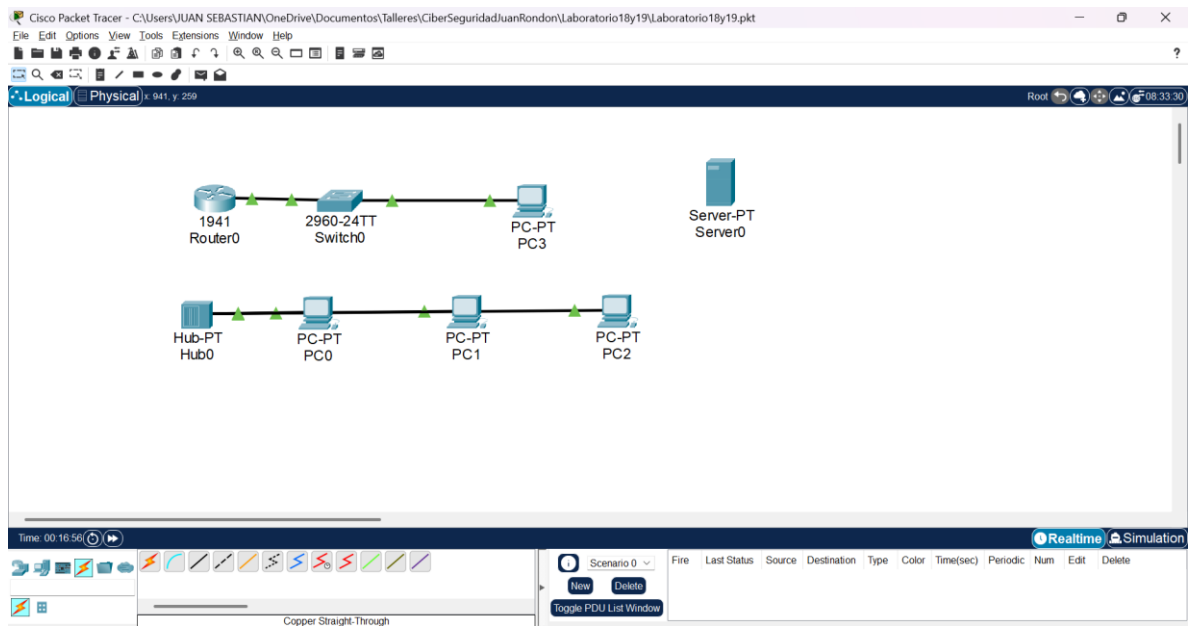 Cisco Packet Tracer - C:\Users\JUAN SEBASTIAN\OneDrive\Documentos\Talleres\CiberSeguridadJuanRondon\Laboratorio18y19\Laboratorio18y19.pkt
File Edit Options View Tools Extensions Window Help
?
Logical Physical x: 941, y: 259 Root 08:33:30
1941
Router0
2960-24TT
Switch0
PC-PT
PC3
Server-PT
Server0
Hub-PT
Hub0
PC-PT
PC0
PC-PT
PC1
PC-PT
PC2
Time: 00:16:56 Realtime Simulation
Scenario 0 Fire Last Status Source Destination Type Color Time(sec) Periodic Num Edit Delete
New Delete
Toggle PDU List Window
Copper Straight-Through